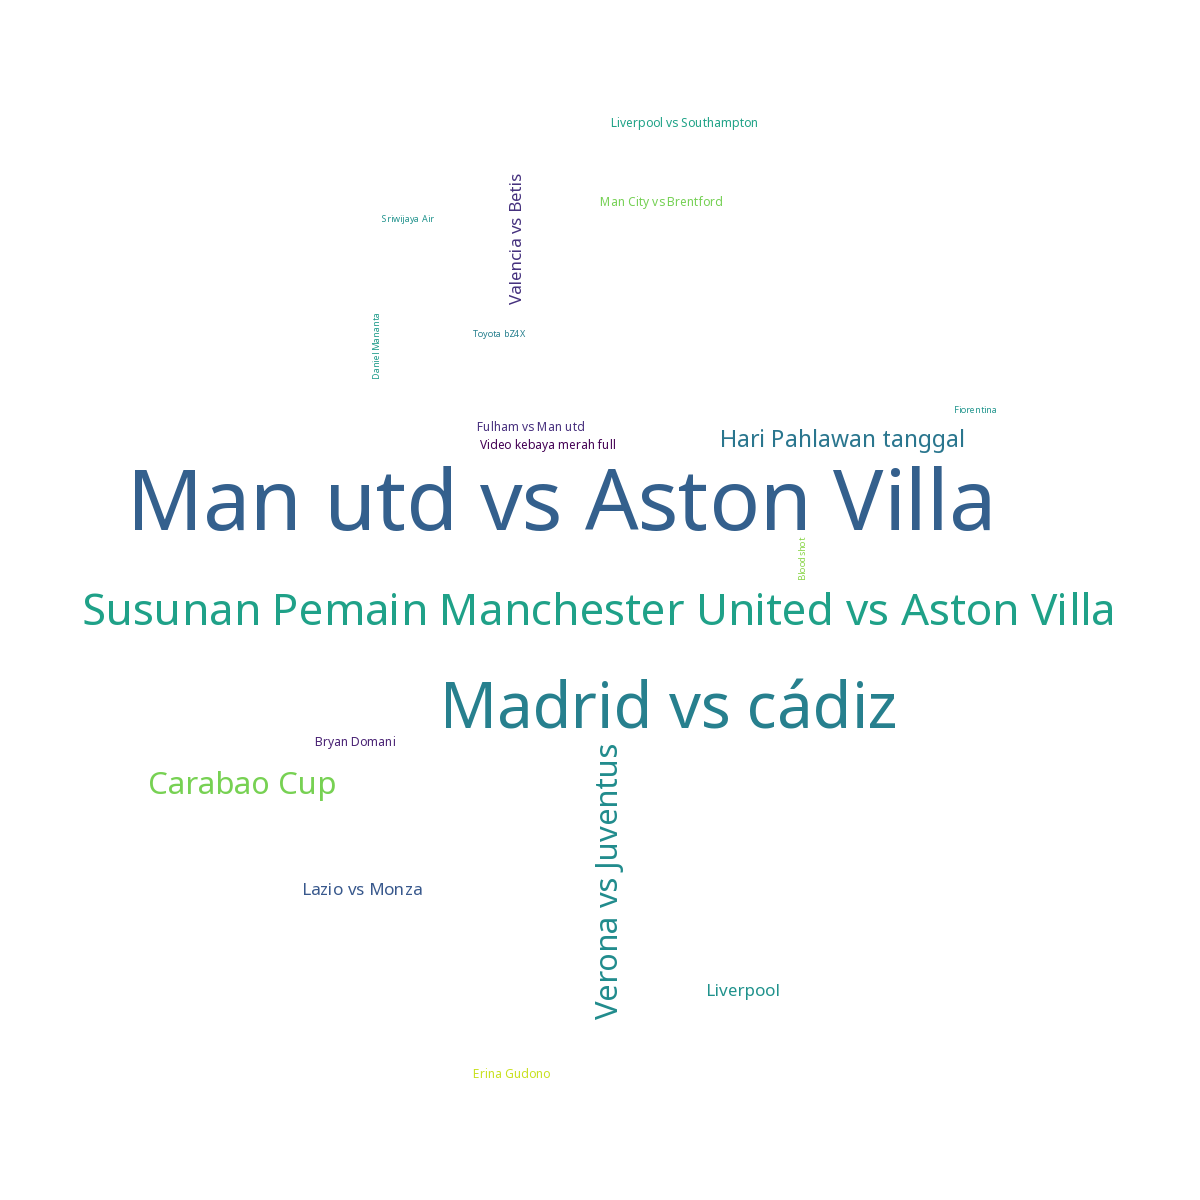 Liverpool vs Southampton
Valencia vs Betis
Man City vs Brentford
Sriwijaya Air
Daniel Mananta
Toyota bZ4X
Fiorentina
Fulham vs Man utd
Hari Pahlawan tanggal
Video kebaya merah full
Man utd vs Aston Villa
Bloodshot
Susunan Pemain Manchester United vs Aston Villa
Madrid vs cádiz
Bryan Domani
Carabao Cup
Verona vs Juventus
Lazio vs Monza
Liverpool
Erina Gudono